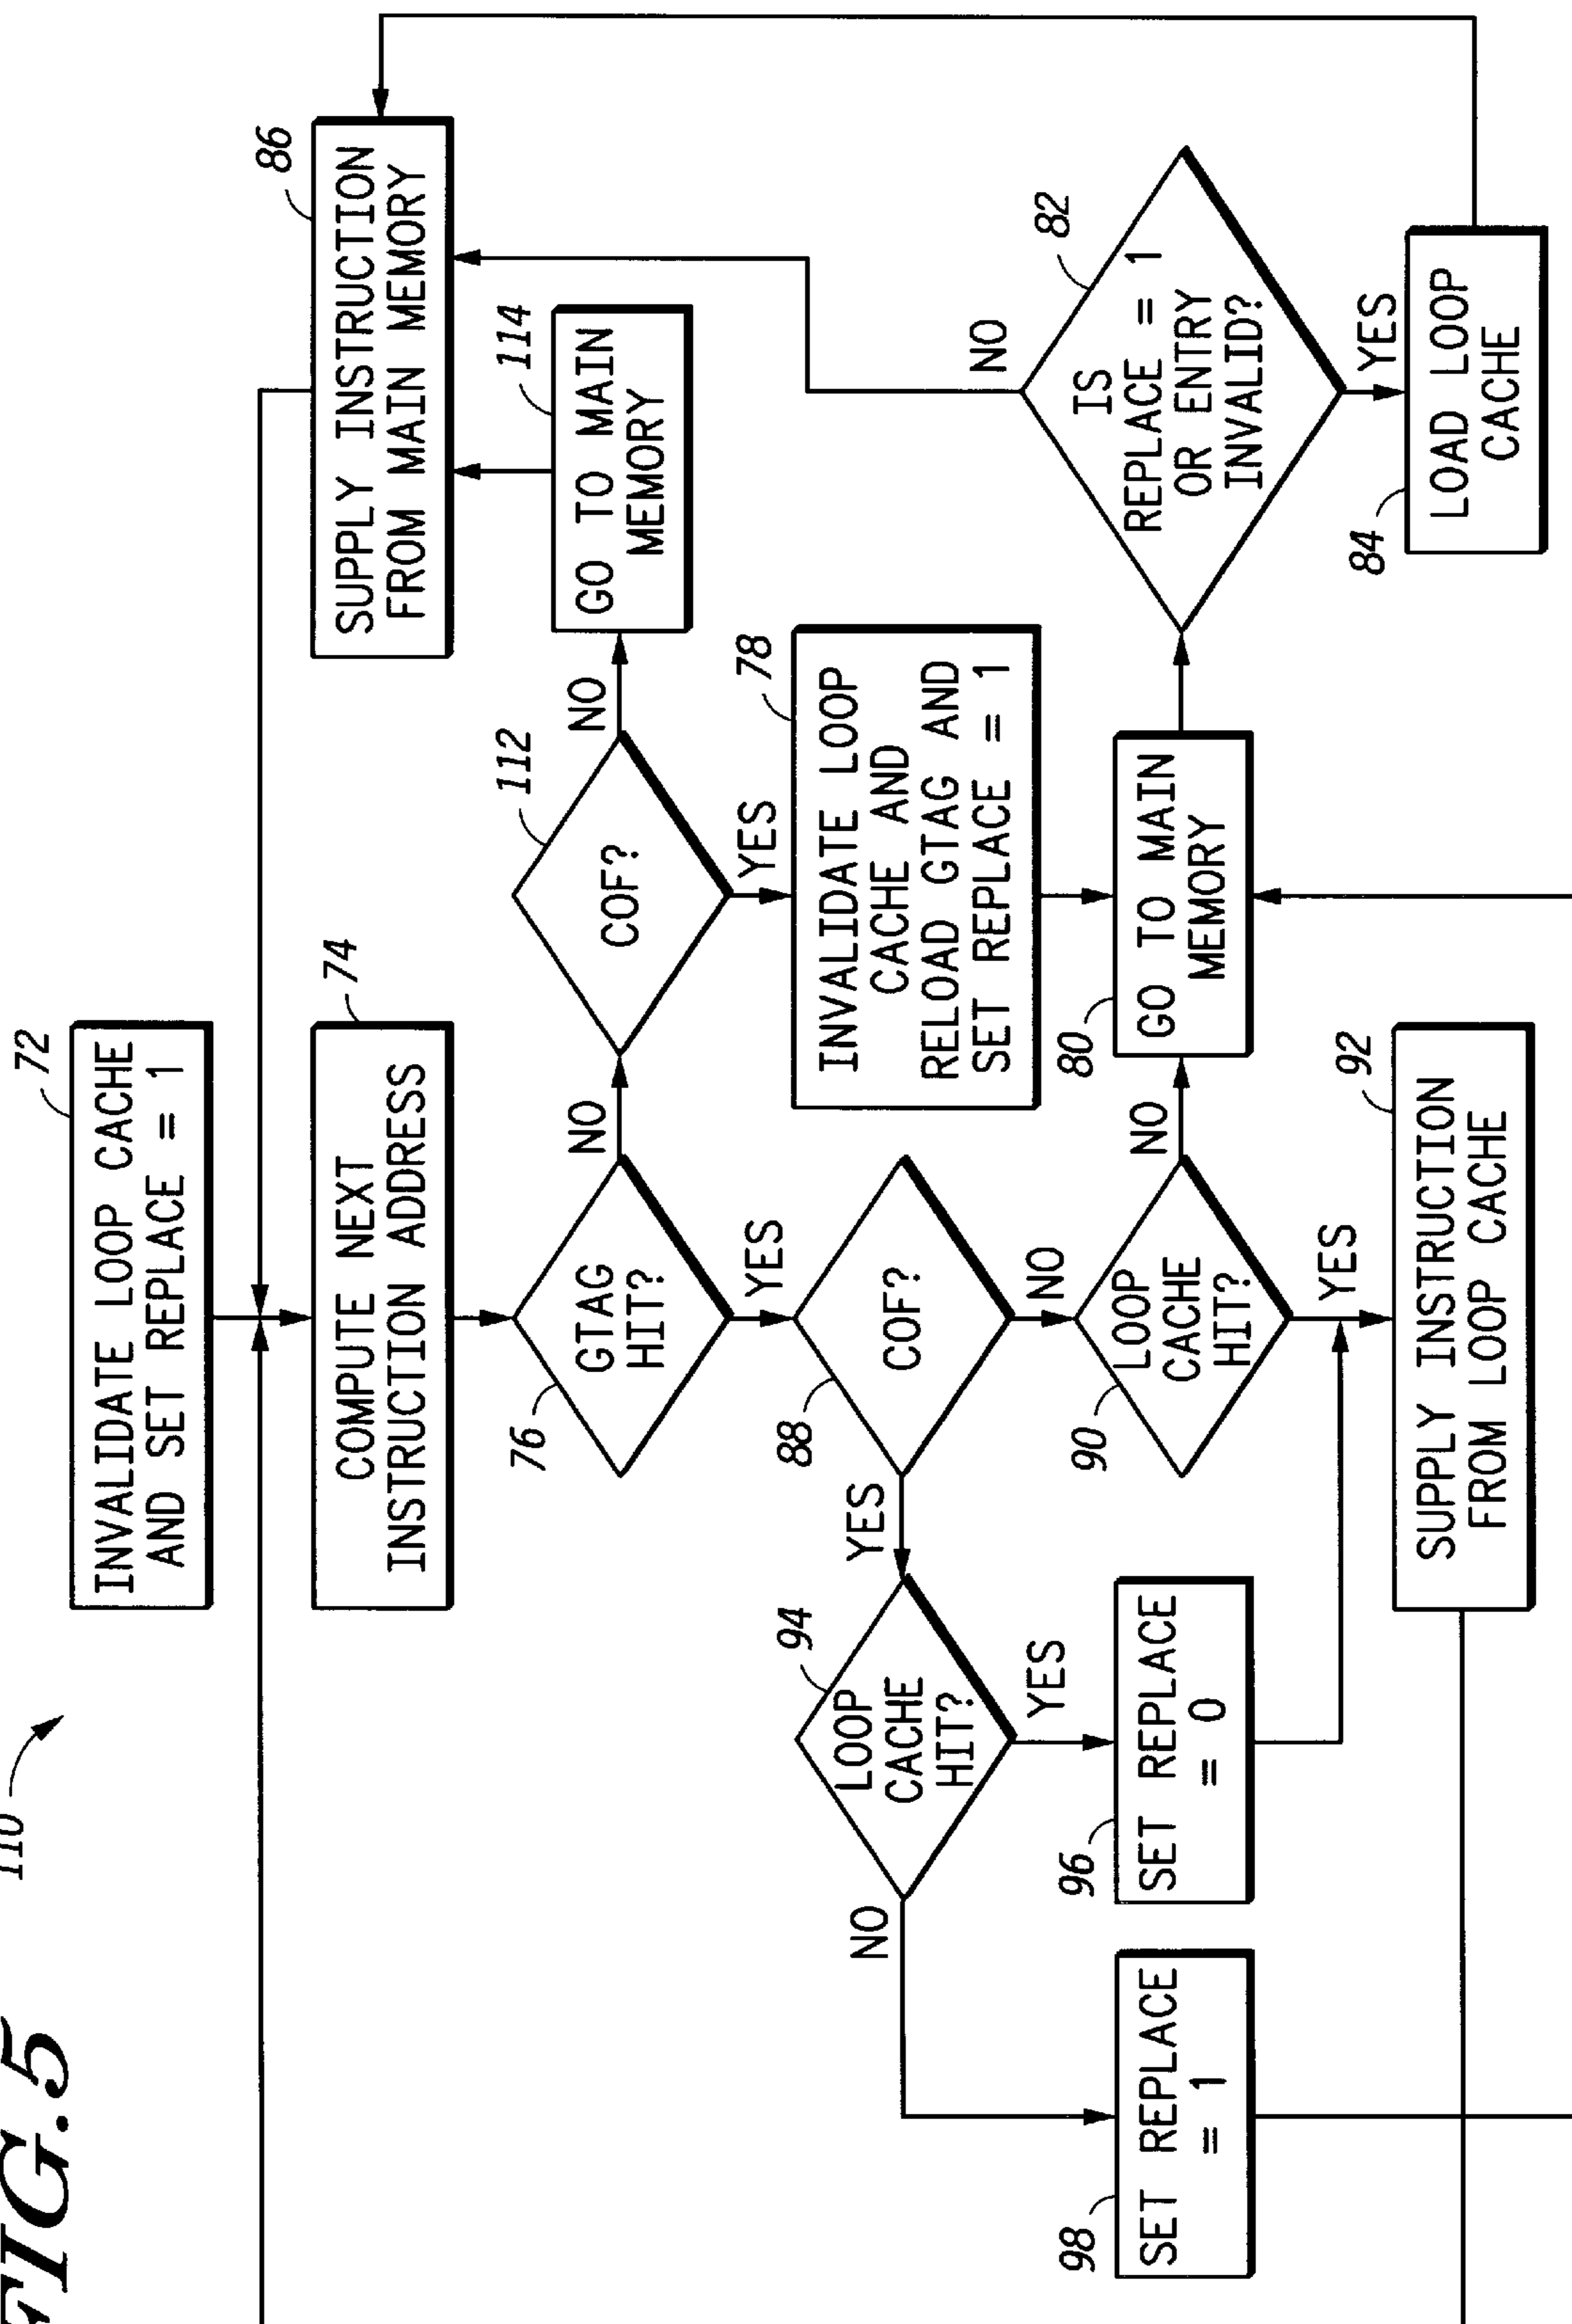 FIG.5
110
72
INVALIDATE LOOP CACHE
AND SET REPLACE = 1
74
COMPUTE NEXT
INSTRUCTION ADDRESS
86
SUPPLY INSTRUCTION
FROM MAIN MEMORY
76
GTAG
HIT?
NO
YES
112
COF?
NO
YES
114
GO TO MAIN
MEMORY
78
INVALIDATE LOOP
CACHE AND
RELOAD GTAG AND
SET REPLACE = 1
88
COF?
YES
NO
94
LOOP
CACHE
HIT?
NO
YES
90
LOOP
CACHE
HIT?
NO
YES
80
GO TO MAIN
MEMORY
82
IS
REPLACE = 1
OR ENTRY
INVALID?
NO
YES
98
SET REPLACE
= 1
96
SET REPLACE
= 0
92
SUPPLY INSTRUCTION
FROM LOOP CACHE
84
LOAD LOOP
CACHE